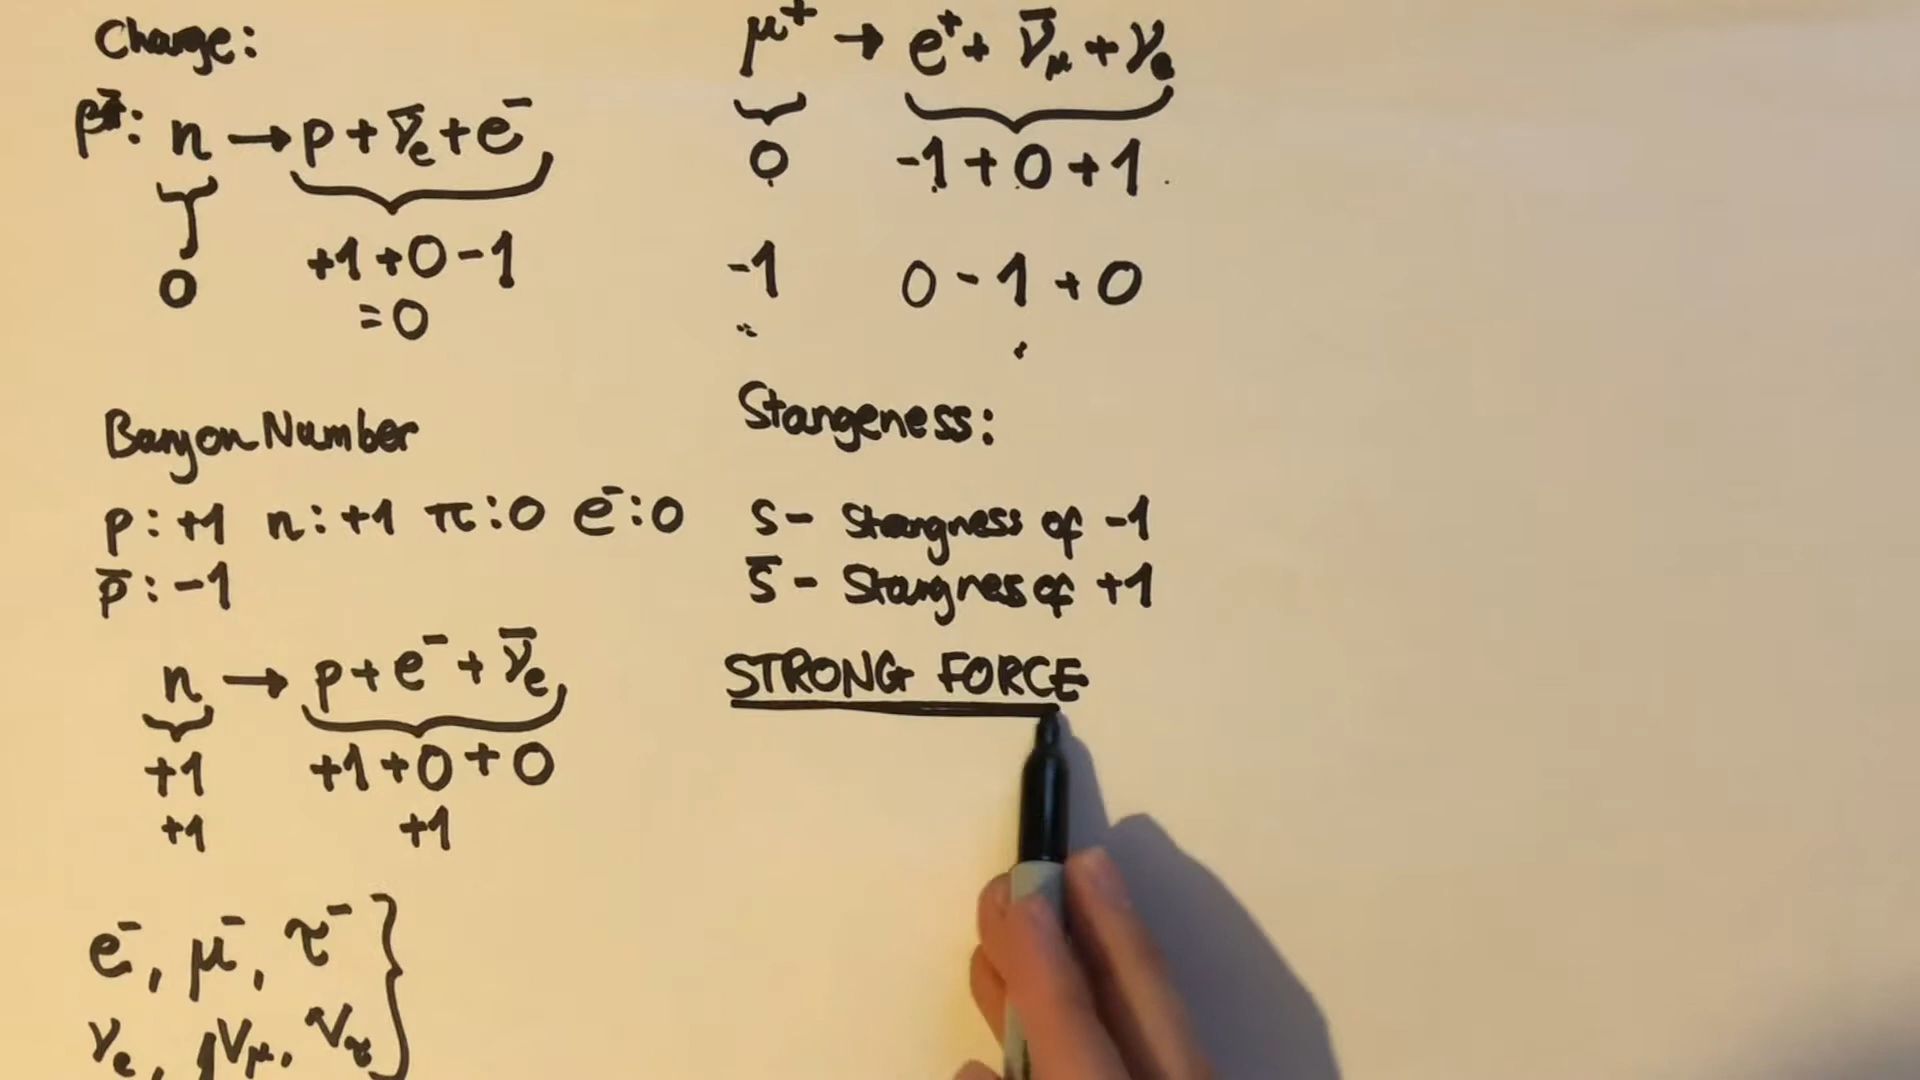 Charge:
β⁻: n → p + ν̄e + e⁻
0 +1 + 0 - 1
= 0
Baryon Number
p : +1 n : +1 π : 0 e⁻ : 0
p̄ : -1
n → p + e⁻ + ν̄e
+1 +1 + 0 + 0
+1 +1
e⁻, μ⁻, τ⁻
νe, νμ, ντ
μ⁺ → e⁺ + ν̄μ + νe
0 -1 + 0 + 1
-1 0 - 1 + 0
Stangeness:
s - Strangness of -1
s̄ - Stangness of +1
STRONG FORCE